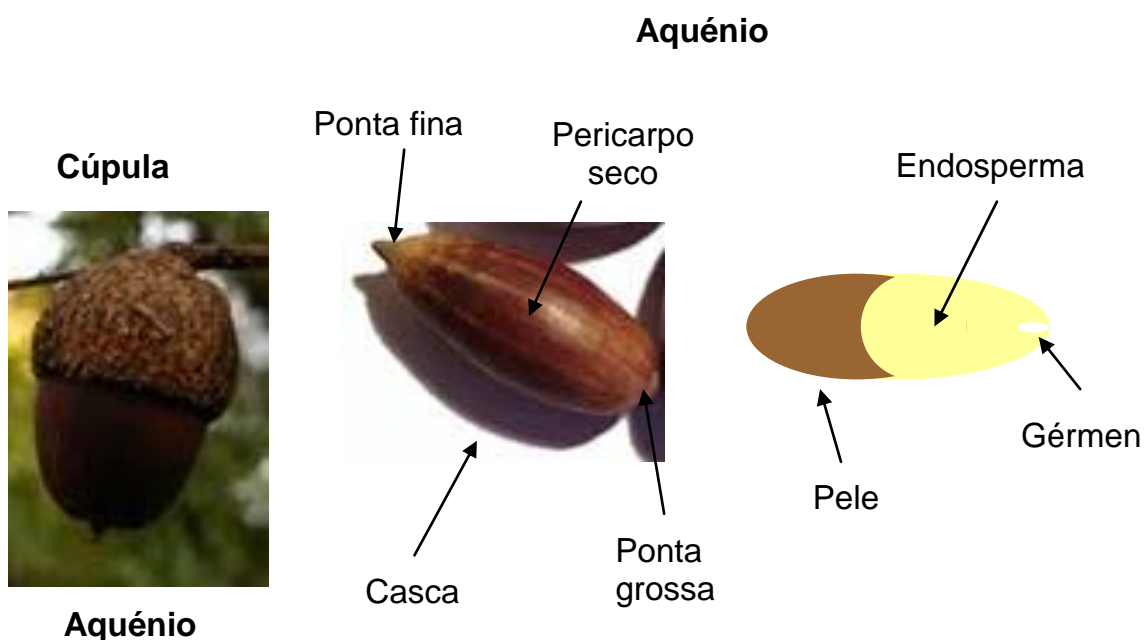 Aquénio
Ponta fina
Pericarpo
seco
Cúpula
Endosperma
Gérmen
Pele
Ponta
grossa
Casca
Aquénio